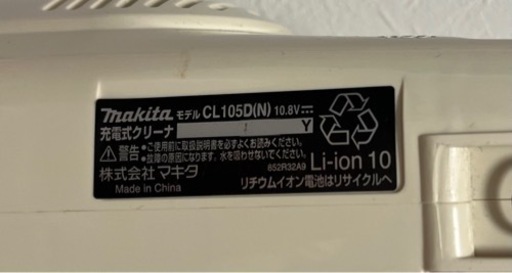 makita モデル CL105D(N) 10.8V
充電式クリーナ Y
警告 ●ご使用前に取扱説明書を必ずよくお読みください。
●故障の原因になります。水を吸わせないでください。
株式会社 マキタ 852R32A9 Li-ion 10
Made in China リチウムイオン電池はリサイクルへ